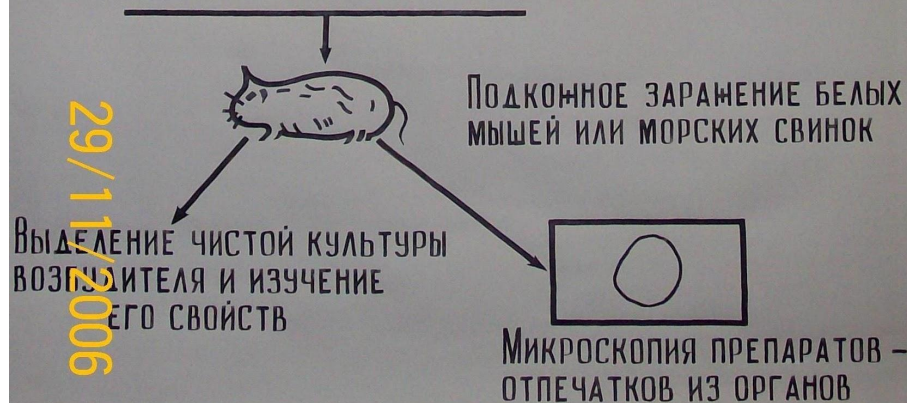 Подкожное заражение белых
мышей или морских свинок
Выделение чистой культуры
возбудителя и изучение
его свойств
Микроскопия препаратов –
отпечатков из органов
29/11/2006